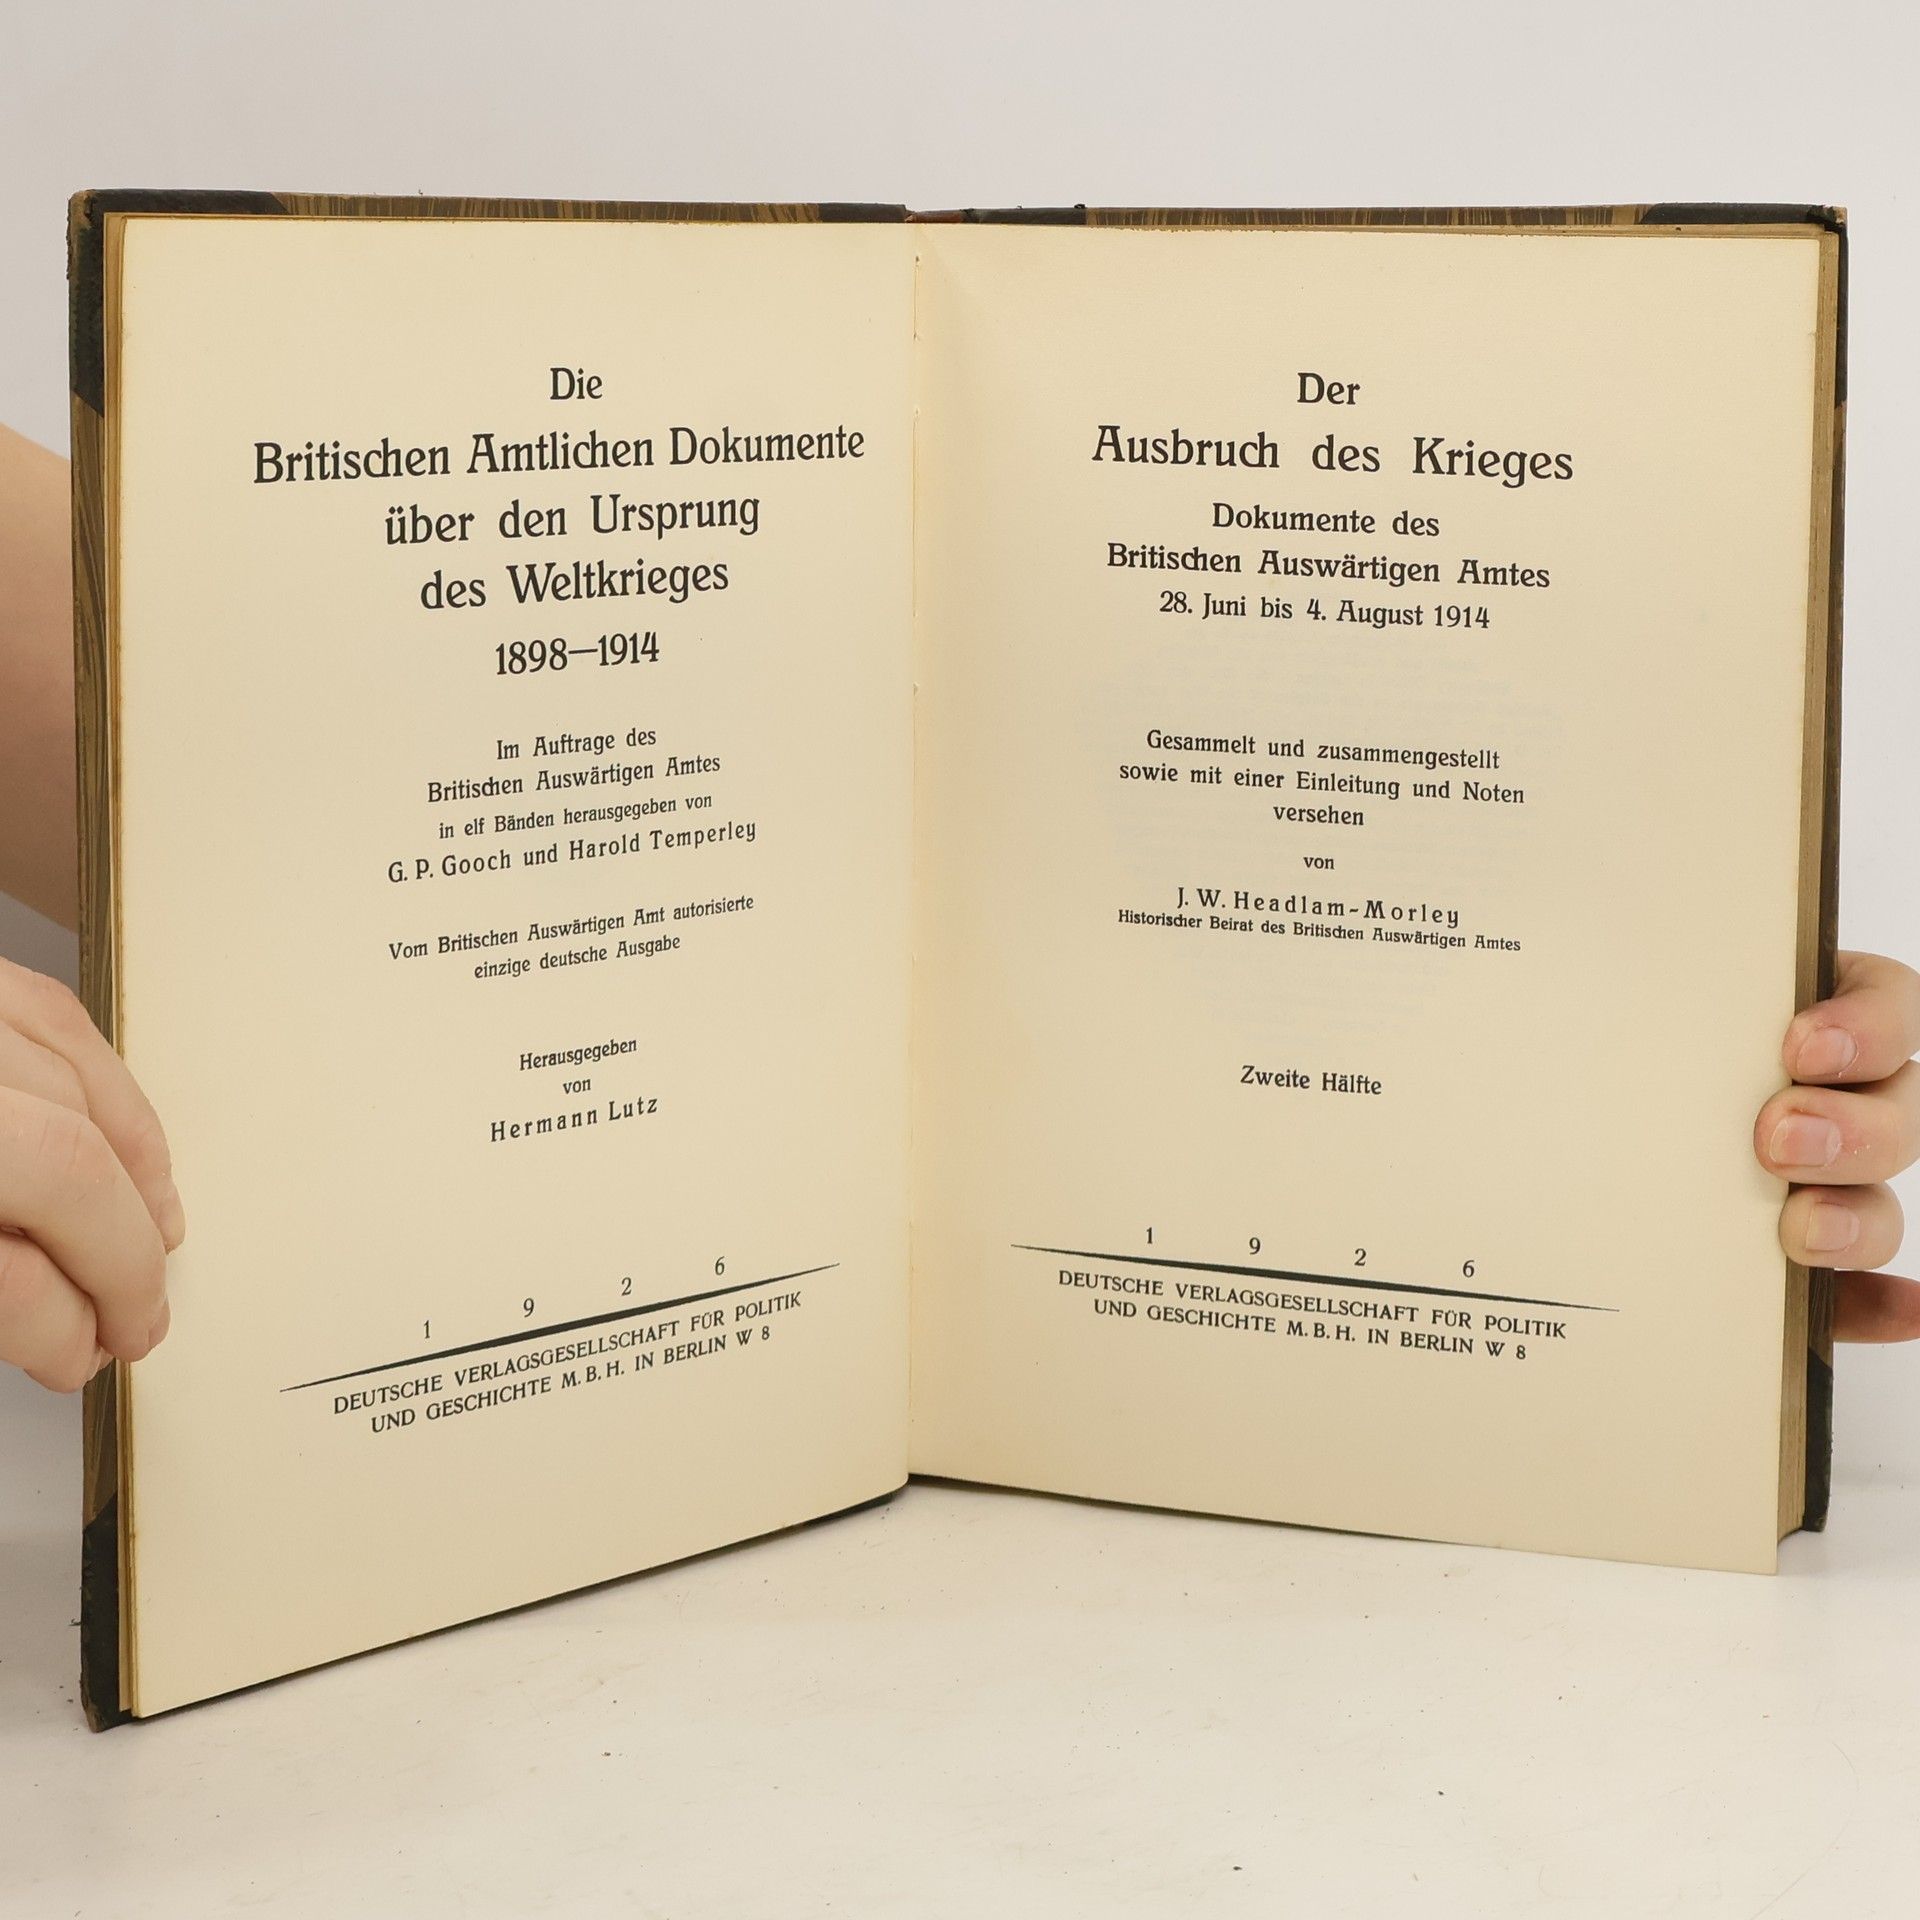 Die
Britischen Amtlichen Dokumente
über den Ursprung
des Weltkrieges
1898—1914
Im Auftrage des
Britischen Auswärtigen Amtes
in elf Bänden herausgegeben von
G. P. Gooch und Harold Temperley
Vom Britischen Auswärtigen Amt autorisierte
einzige deutsche Ausgabe
Herausgegeben
von
Hermann Lutz
1 9 2 6
DEUTSCHE VERLAGSGESELLSCHAFT FÜR POLITIK
UND GESCHICHTE M. B. H. IN BERLIN W 8
Der
Ausbruch des Krieges
Dokumente des
Britischen Auswärtigen Amtes
28. Juni bis 4. August 1914
Gesammelt und zusammengestellt
sowie mit einer Einleitung und Noten
versehen
von
J. W. Headlam-Morley
Historischer Beirat des Britischen Auswärtigen Amtes
Zweite Hälfte
1 9 2 6
DEUTSCHE VERLAGSGESELLSCHAFT FÜR POLITIK
UND GESCHICHTE M. B. H. IN BERLIN W 8